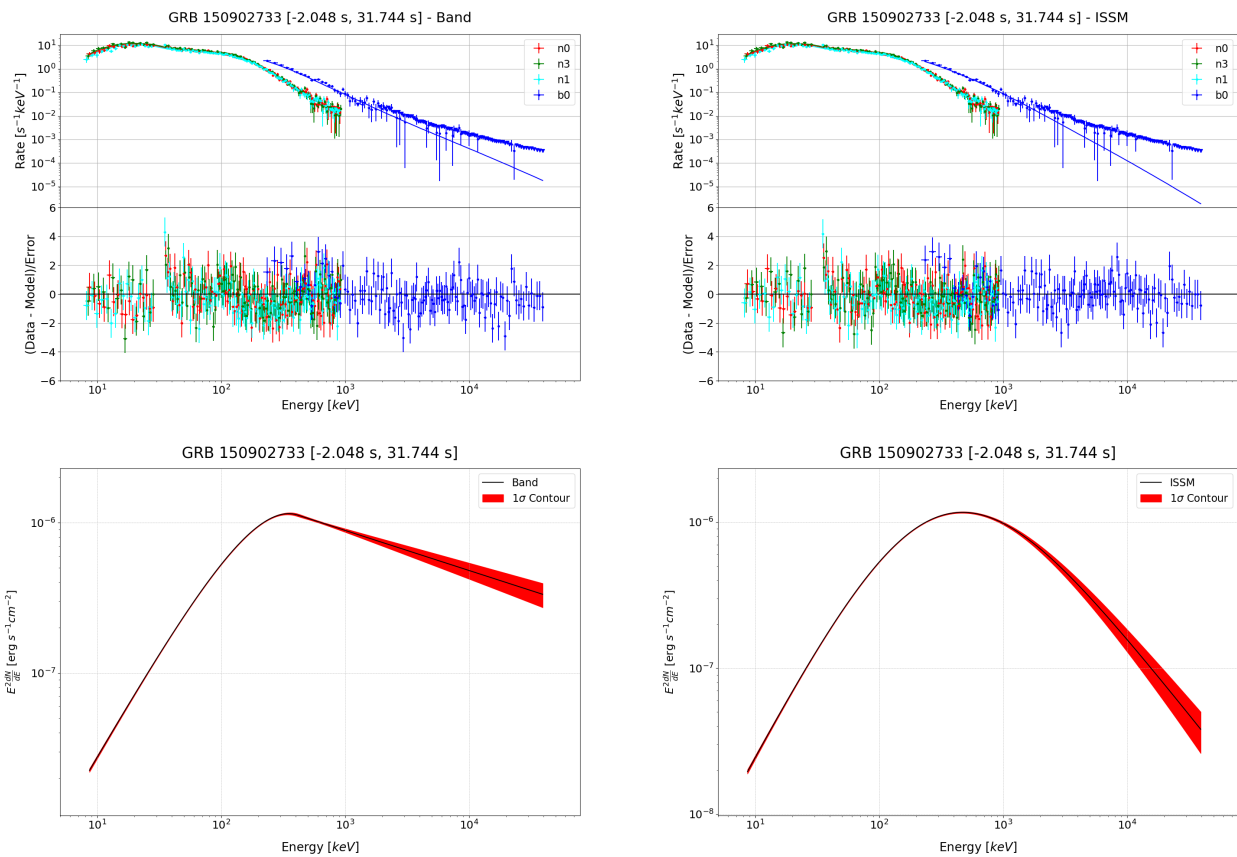 GRB 150902733 [-2.048 s, 31.744 s] - Band
10¹
10⁰
10⁻¹
10⁻²
10⁻³
10⁻⁴
10⁻⁵
Rate [s⁻¹keV⁻¹]
n0
n3
n1
b0
6
4
2
0
−2
−4
−6
(Data - Model)/Error
10¹ 10² 10³ 10⁴
Energy [keV]
GRB 150902733 [-2.048 s, 31.744 s] - ISSM
10¹
10⁰
10⁻¹
10⁻²
10⁻³
10⁻⁴
10⁻⁵
Rate [s⁻¹keV⁻¹]
n0
n3
n1
b0
6
4
2
0
−2
−4
−6
(Data - Model)/Error
10¹ 10² 10³ 10⁴
Energy [keV]
GRB 150902733 [-2.048 s, 31.744 s]
Band
1σ Contour
10⁻⁶
10⁻⁷
E² dN/dE [erg s⁻¹cm⁻²]
10¹ 10² 10³ 10⁴
Energy [keV]
GRB 150902733 [-2.048 s, 31.744 s]
ISSM
1σ Contour
10⁻⁶
10⁻⁷
10⁻⁸
E² dN/dE [erg s⁻¹cm⁻²]
10¹ 10² 10³ 10⁴
Energy [keV]